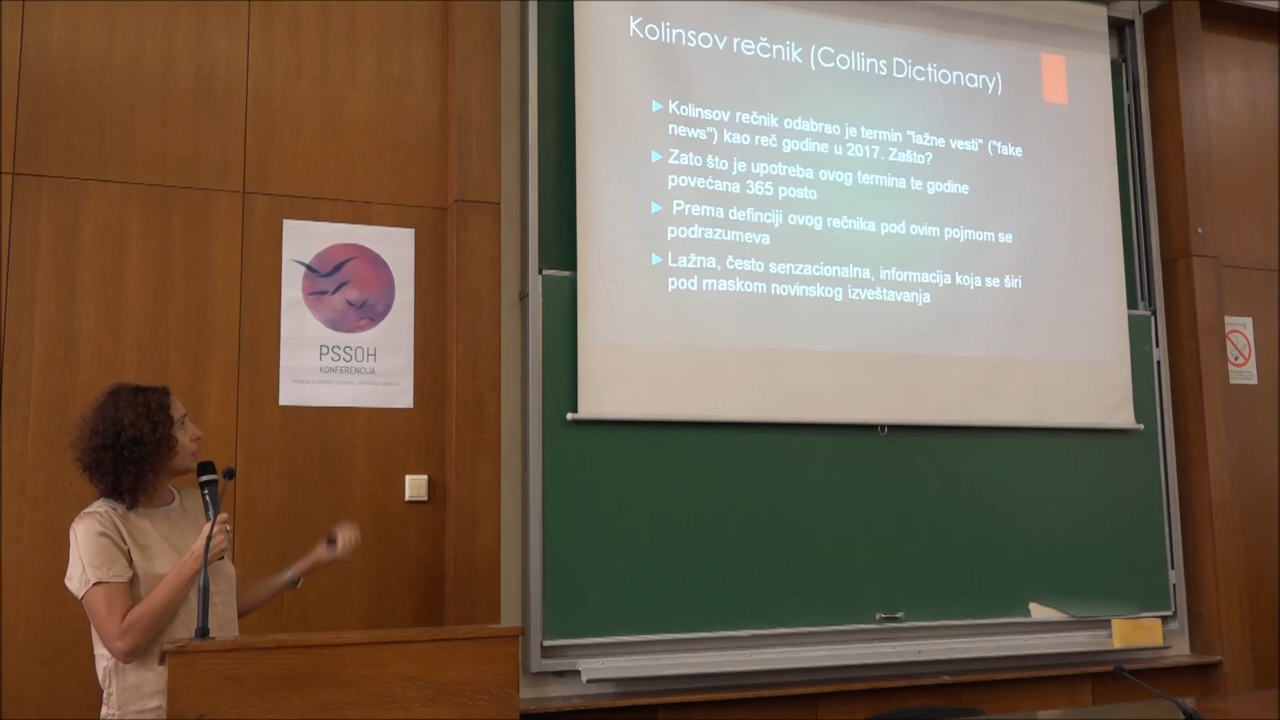 Kolinsov rečnik (Collins Dictionary)
Kolinsov rečnik odabrao je termin "lažne vesti" ("fake
news") kao reč godine u 2017. Zašto?
Zato što je upotreba ovog termina te godine
povećana 365 posto
Prema definciji ovog rečnika pod ovim pojmom se
podrazumeva
Lažna, često senzacionalna, informacija koja se širi
pod maskom novinskog izveštavanja
PSSOH
KONFERENCIJA